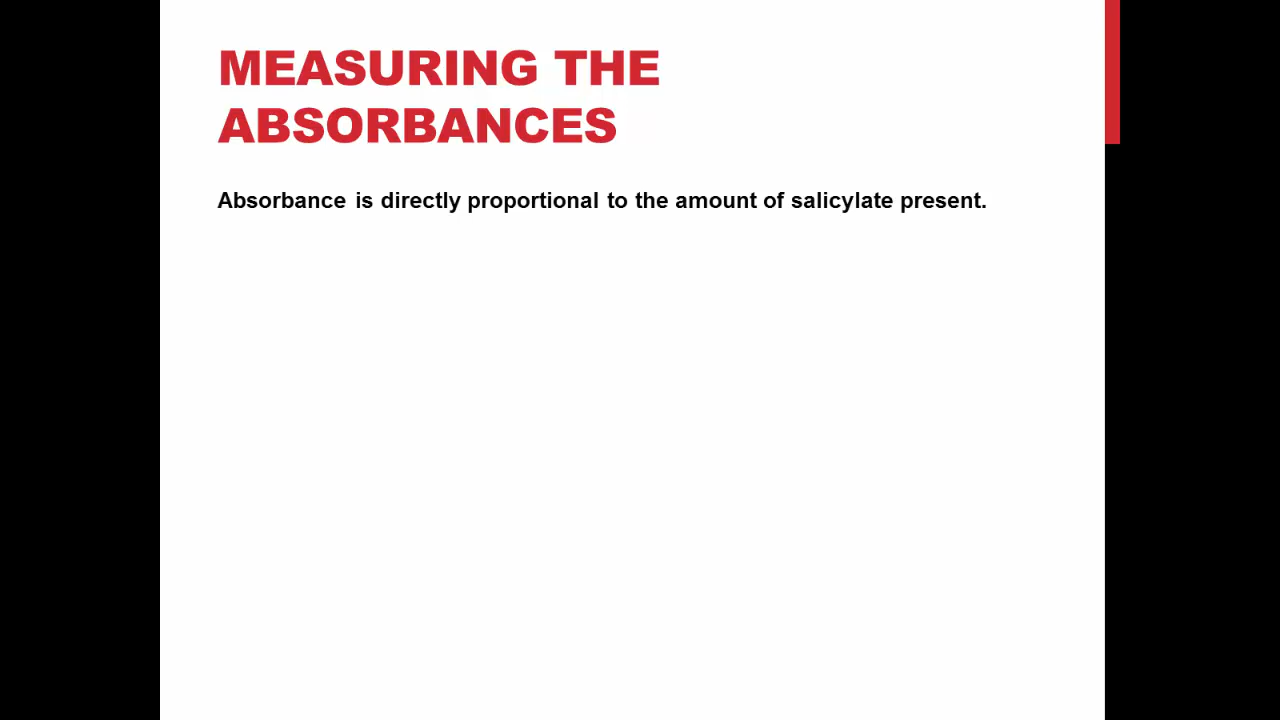 MEASURING THE
ABSORBANCES
Absorbance is directly proportional to the amount of salicylate present.